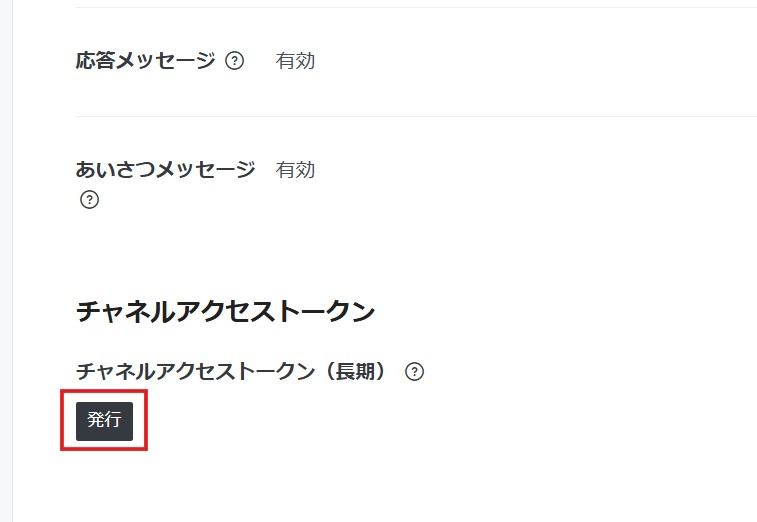 応答メッセージ ? 有効
あいさつメッセージ 有効
?
チャネルアクセストークン
チャネルアクセストークン（長期） ?
発行